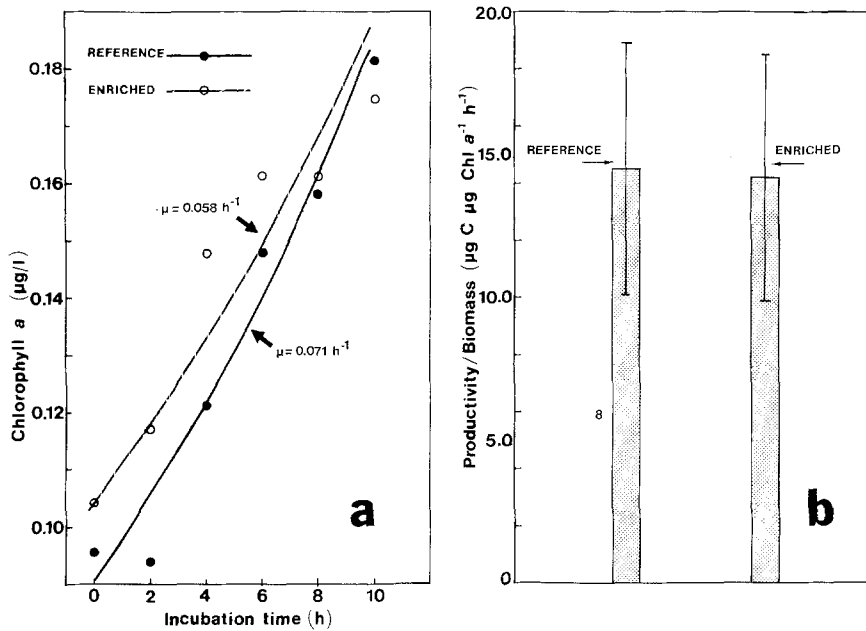 REFERENCE
ENRICHED
0.18
0.16
0.14
0.12
0.10
Chlorophyll a (µg/l)
µ = 0.058 h⁻¹
µ = 0.071 h⁻¹
a
0 2 4 6 8 10
Incubation time (h)
20.0
15.0
10.0
5.0
0
Productivity/Biomass (µg C µg Chl a⁻¹ h⁻¹)
REFERENCE
ENRICHED
8
b